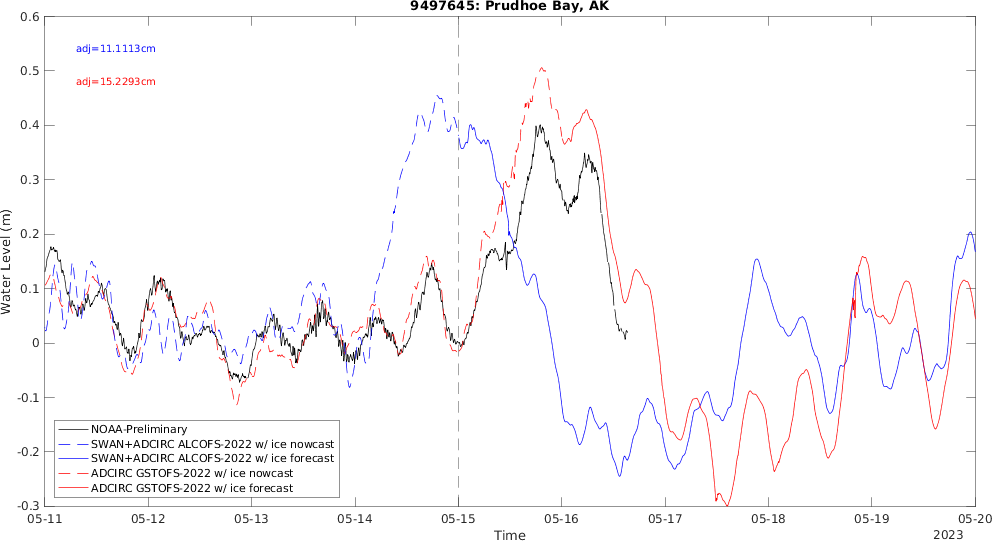 9497645: Prudhoe Bay, AK
adj=11.1113cm
adj=15.2293cm
0.6
0.5
0.4
0.3
0.2
0.1
0
-0.1
-0.2
-0.3
Water Level (m)
NOAA-Preliminary
SWAN+ADCIRC ALCOFS-2022 w/ ice nowcast
SWAN+ADCIRC ALCOFS-2022 w/ ice forecast
ADCIRC GSTOFS-2022 w/ ice nowcast
ADCIRC GSTOFS-2022 w/ ice forecast
05-11 05-12 05-13 05-14 05-15 05-16 05-17 05-18 05-19 05-20
Time
2023